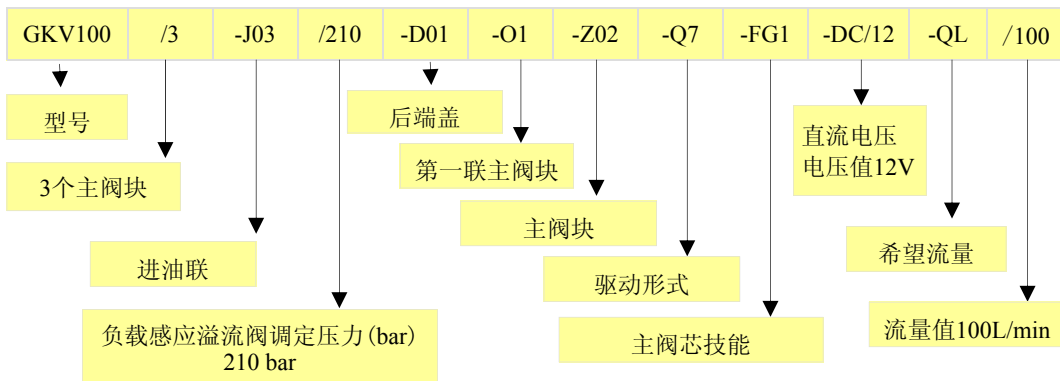 GKV100 /3 -J03 /210 -D01 -O1 -Z02 -Q7 -FG1 -DC/12 -QL /100
型号
后端盖
直流电压
电压值12V
3个主阀块
第一联主阀块
主阀块
进油联
希望流量
驱动形式
负载感应溢流阀调定压力(bar)
210 bar
主阀芯技能
流量值100L/min